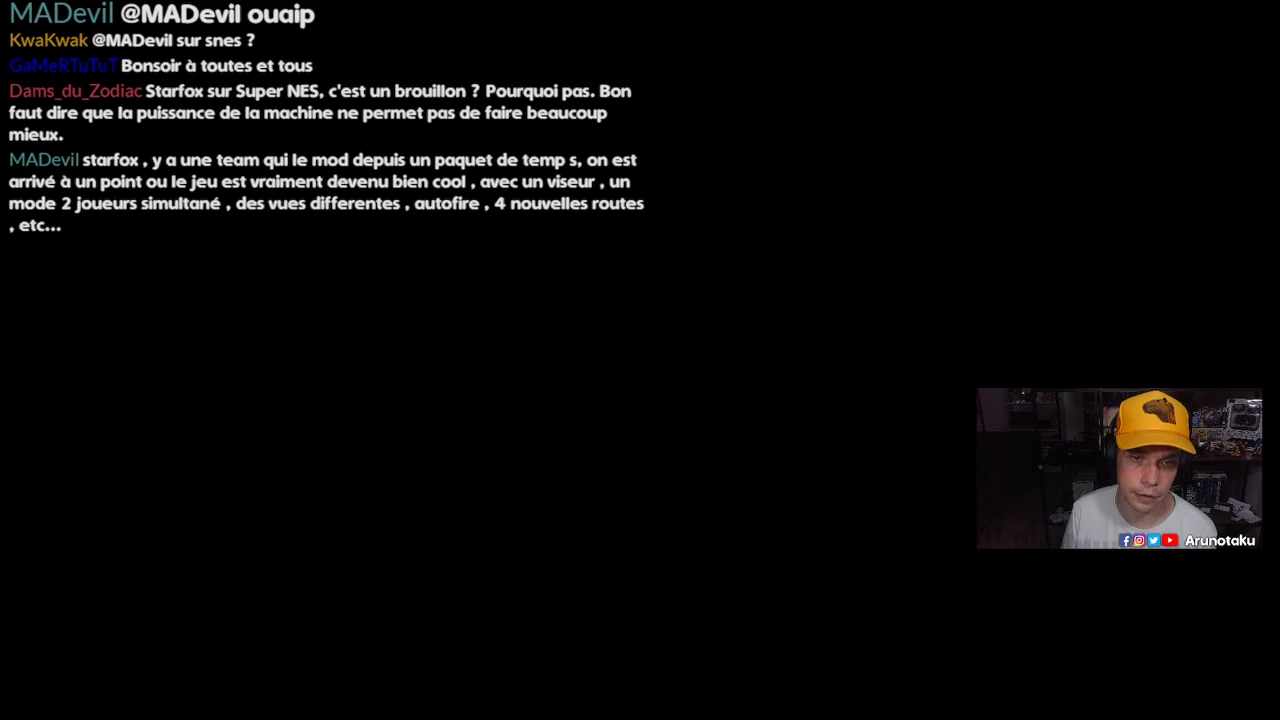 MADevil @MADevil ouaip
KwaKwak @MADevil sur snes ?
GaMeRTuTuT Bonsoir à toutes et tous
Dams_du_Zodiac Starfox sur Super NES, c'est un brouillon ? Pourquoi pas. Bon
faut dire que la puissance de la machine ne permet pas de faire beaucoup
mieux.
MADevil starfox , y a une team qui le mod depuis un paquet de temp s, on est
arrivé à un point ou le jeu est vraiment devenu bien cool , avec un viseur , un
mode 2 joueurs simultané , des vues differentes , autofire , 4 nouvelles routes
, etc...
Arunotaku